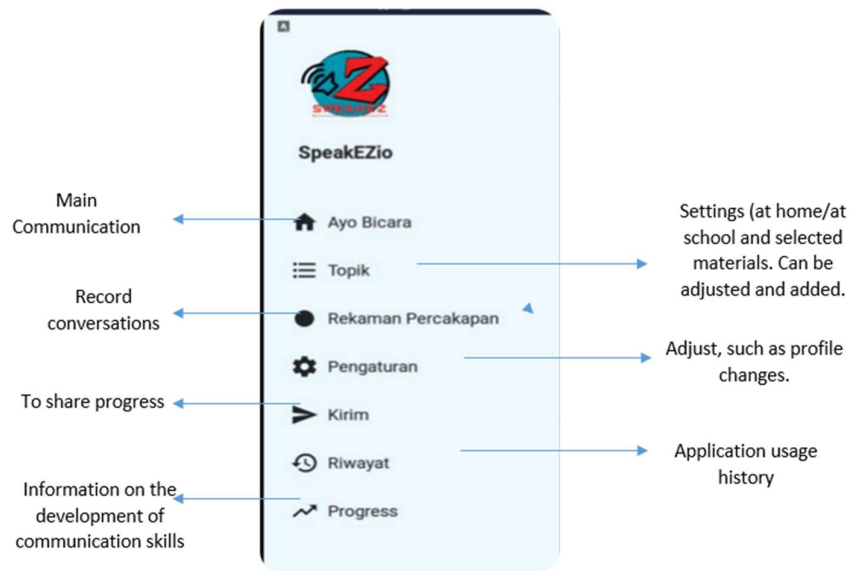 A
Z
SPEAKEZ
SpeakEZio
Main
Communication
Ayo Bicara
Settings (at home/at
school and selected
materials. Can be
adjusted and added.
Topik
Record
conversations
Rekaman Percakapan
Adjust, such as profile
changes.
Pengaturan
To share progress
Kirim
Application usage
history
Riwayat
Information on the
development of
communication skills
Progress